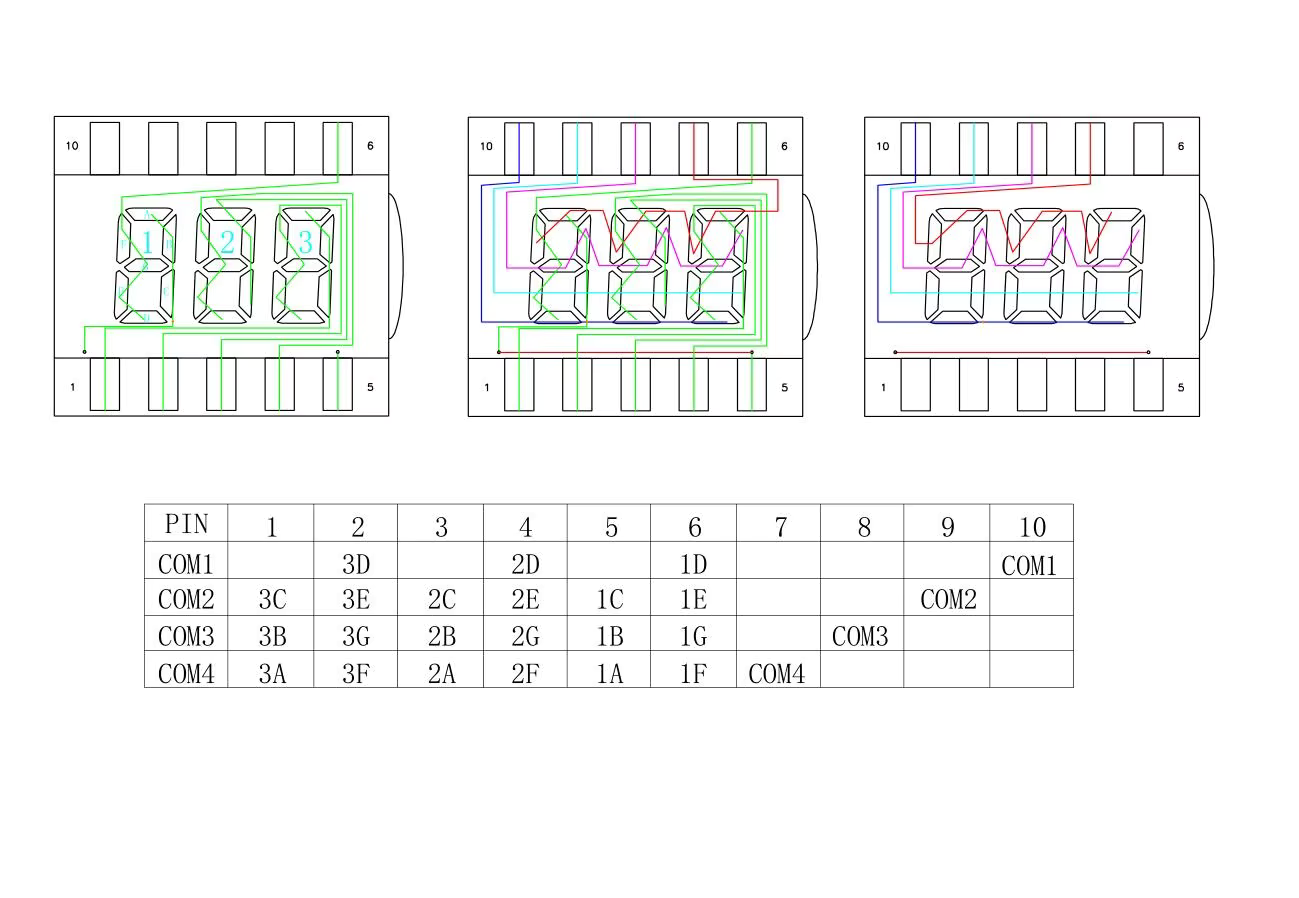 10 6
10 6
10 6
A
F 1 B 2 3
G
E C
D
1 5
1 5
1 5
PIN 1 2 3 4 5 6 7 8 9 10
COM1 3D 2D 1D COM1
COM2 3C 3E 2C 2E 1C 1E COM2
COM3 3B 3G 2B 2G 1B 1G COM3
COM4 3A 3F 2A 2F 1A 1F COM4